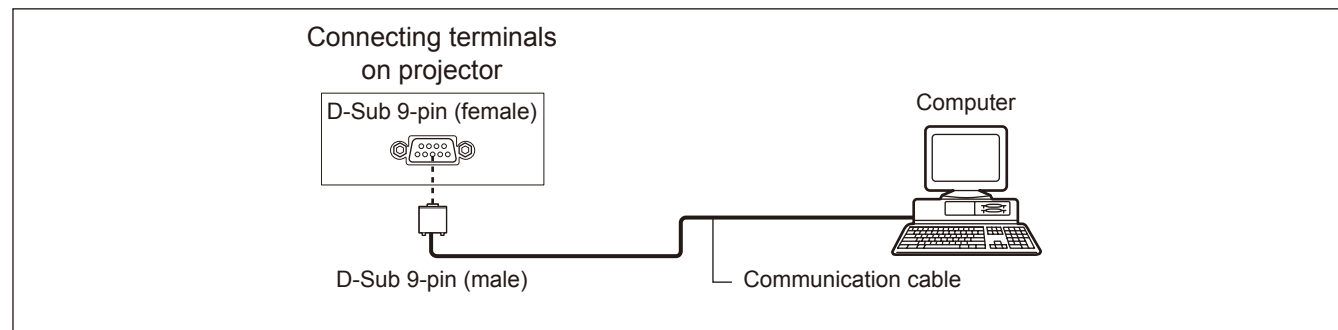 Connecting terminals
on projector
D-Sub 9-pin (female)
Computer
D-Sub 9-pin (male)
Communication cable